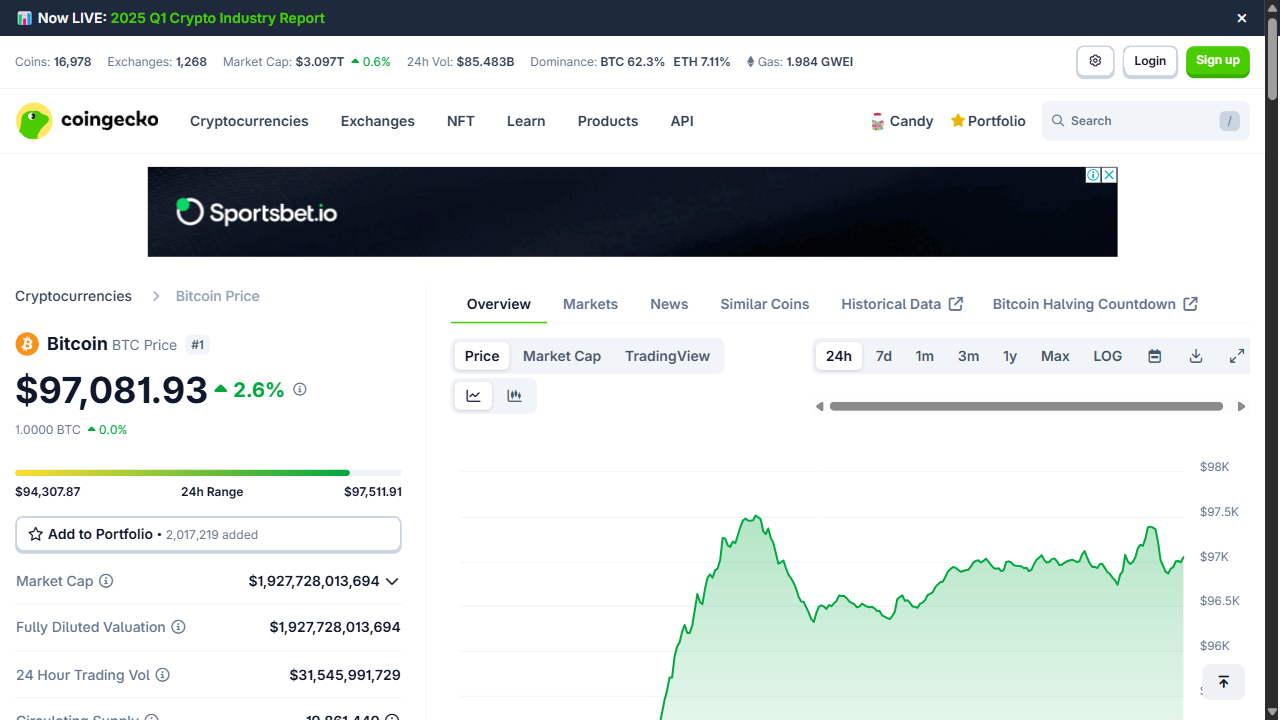 Now LIVE: 2025 Q1 Crypto Industry Report
Coins: 16,978 Exchanges: 1,268 Market Cap: $3.097T 0.6% 24h Vol: $85.483B Dominance: BTC 62.3% ETH 7.11% Gas: 1.984 GWEI
Login
Sign up
coingecko
Cryptocurrencies Exchanges NFT Learn Products API
Candy Portfolio
Search /
Sportsbet.io
Cryptocurrencies Bitcoin Price
Bitcoin BTC Price #1
$97,081.93 2.6%
1.0000 BTC 0.0%
$94,307.87 24h Range $97,511.91
Add to Portfolio • 2,017,219 added
Market Cap $1,927,728,013,694
Fully Diluted Valuation $1,927,728,013,694
24 Hour Trading Vol $31,545,991,729
Circulating Supply 19,861,440
Overview Markets News Similar Coins Historical Data Bitcoin Halving Countdown
Price Market Cap TradingView
24h 7d 1m 3m 1y Max LOG
$98K
$97.5K
$97K
$96.5K
$96K